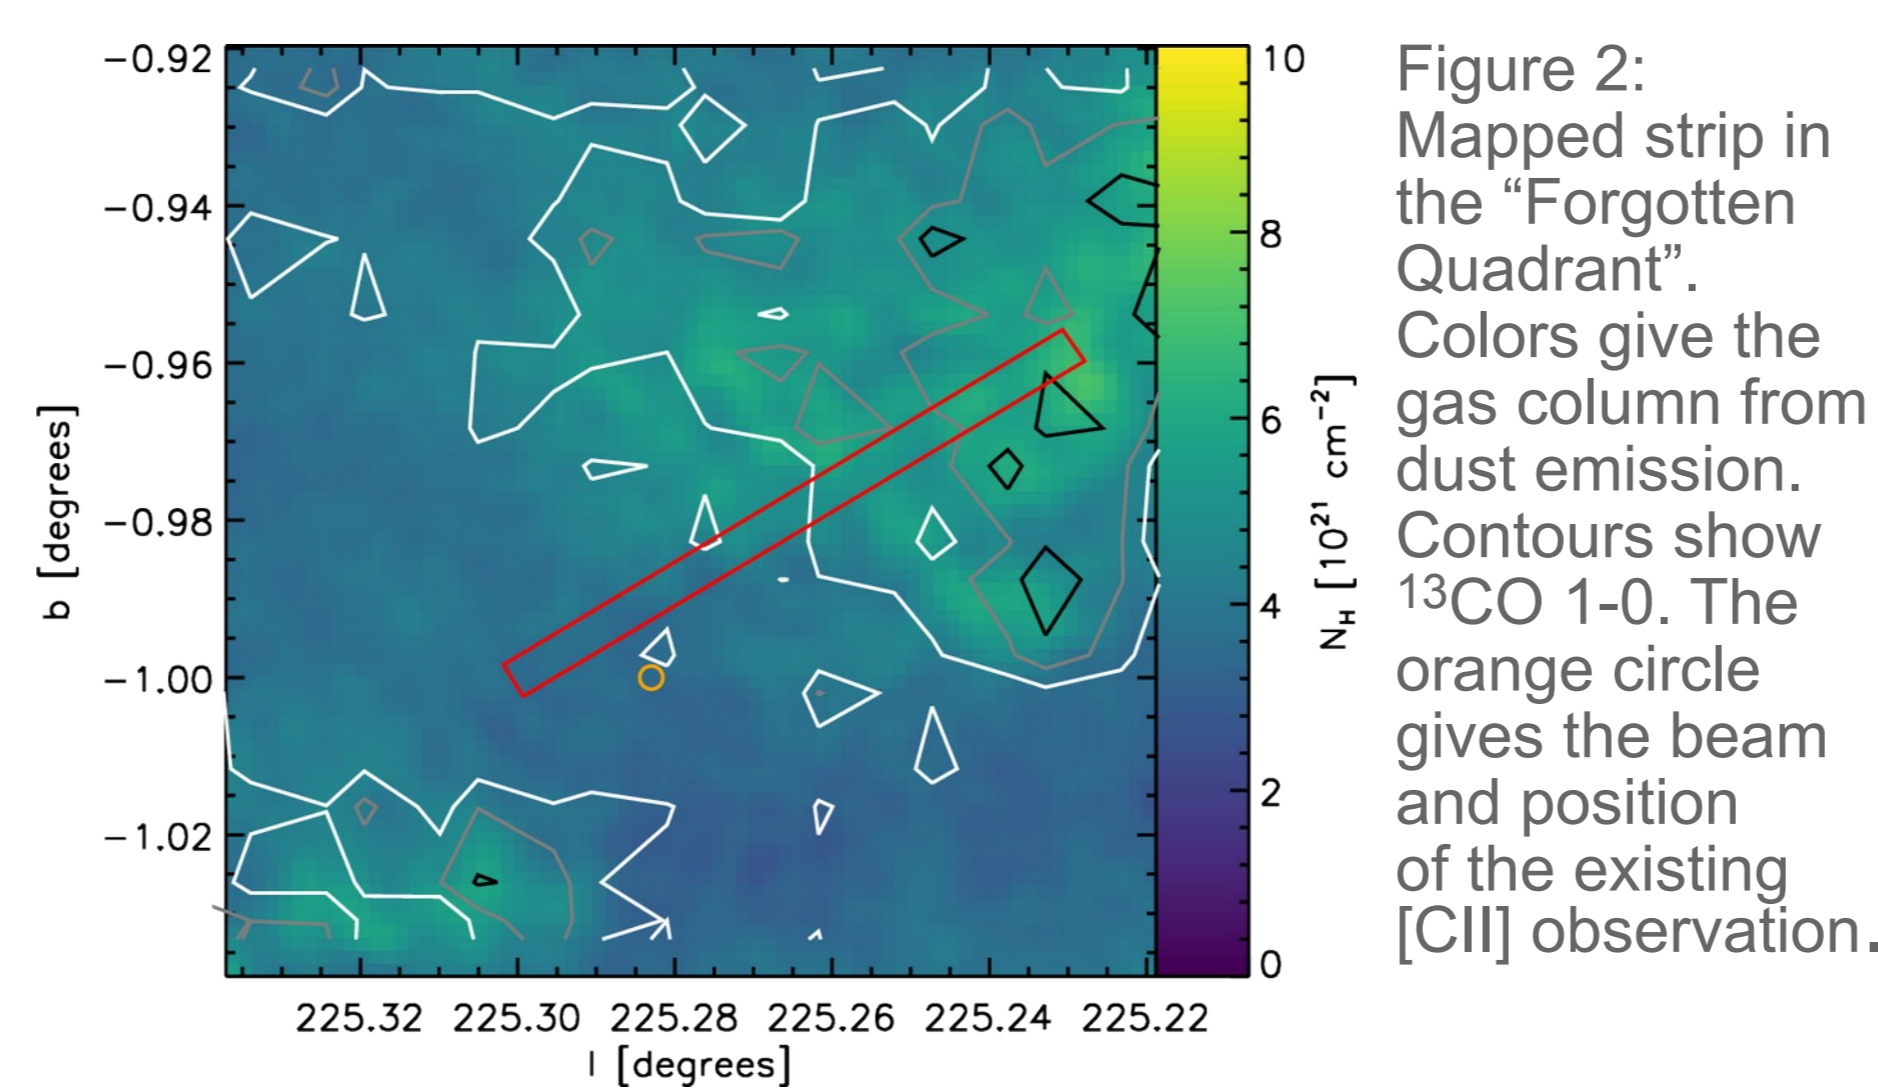 −0.92
−0.94
−0.96
−0.98
−1.00
−1.02
b [degrees]
225.32 225.30 225.28 225.26 225.24 225.22
l [degrees]
10
8
6
4
2
0
N_H [10²¹ cm⁻²]
Figure 2:
Mapped strip in
the “Forgotten
Quadrant”.
Colors give the
gas column from
dust emission.
Contours show
¹³CO 1-0. The
orange circle
gives the beam
and position
of the existing
[CII] observation.